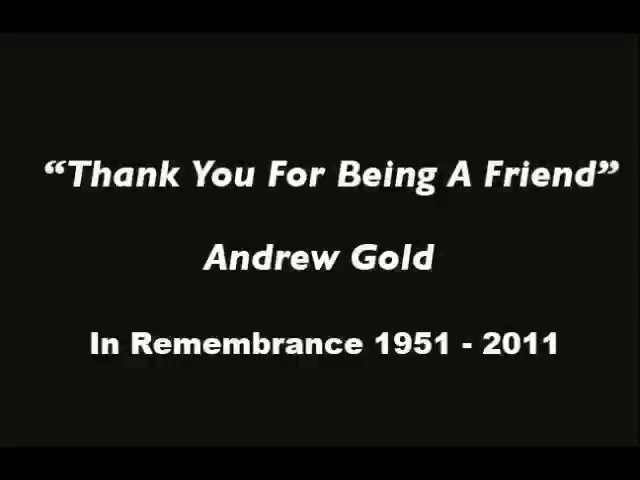 “Thank You For Being A Friend”
Andrew Gold
In Remembrance 1951 - 2011